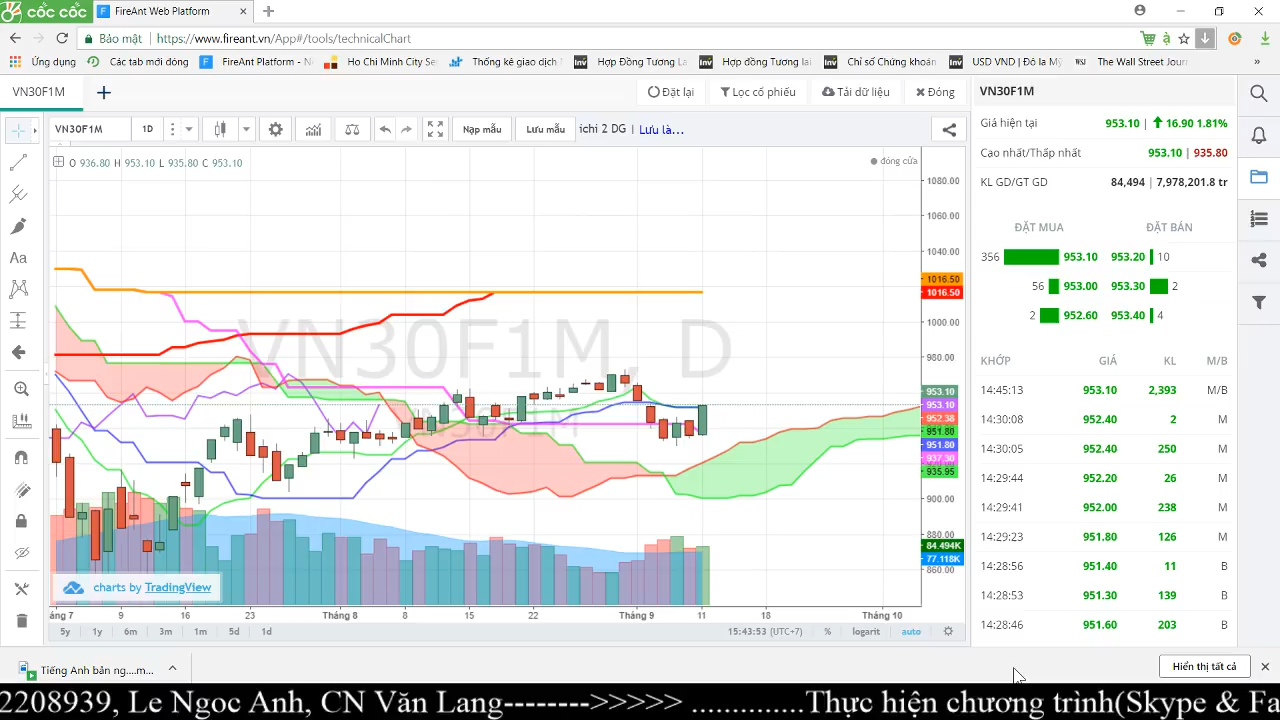 cốc cốc FireAnt Web Platform
Bảo mật https://www.fireant.vn/App#/tools/technicalChart
Ứng dụng Các tab mới đóng FireAnt Platform - N Ho Chi Minh City Se Thống kê giao dịch Hợp Đồng Tương La Hợp đồng Tương lai Chỉ số Chứng khoán USD VND | Đô la Mỹ The Wall Street Jour »
VN30F1M Đặt lại Lọc cổ phiếu Tải dữ liệu Đóng
VN30F1M 1D Nạp mẫu Lưu mẫu ichi 2 DG | Lưu là...
O 936.80 H 953.10 L 935.80 C 953.10
đóng cửa
VN30F1M, D
VN30F1M
1080.00
1060.00
1040.00
1016.50
1016.50
1000.00
980.00
953.10
953.10
952.38
951.80
951.80
937.30
935.95
900.00
880.00
84.494K
77.118K
860.00
charts by TradingView
áng 7 9 16 23 Tháng 8 8 15 22 Tháng 9 11 18 Tháng 10
5y 1y 6m 3m 1m 5d 1d 15:43:53 (UTC+7) % logarit auto
VN30F1M
Giá hiện tại 953.10 | 16.90 1.81%
Cao nhất/Thấp nhất 953.10 | 935.80
KL GD/GT GD 84,494 | 7,978,201.8 tr
ĐẶT MUA ĐẶT BÁN
356 953.10 953.20 10
56 953.00 953.30 2
2 952.60 953.40 4
KHỚP GIÁ KL M/B
14:45:13 953.10 2,393 M/B
14:30:08 952.40 2 M
14:30:05 952.40 250 M
14:29:44 952.20 26 M
14:29:41 952.00 238 M
14:29:23 951.80 126 M
14:28:56 951.40 11 B
14:28:53 951.30 139 B
14:28:46 951.60 203 B
Tiếng Anh bản ng...m... Hiển thị tất cả
2208939, Le Ngoc Anh, CN Văn Lang-------->>>>> ..............Thực hiện chương trình(Skype & Fa